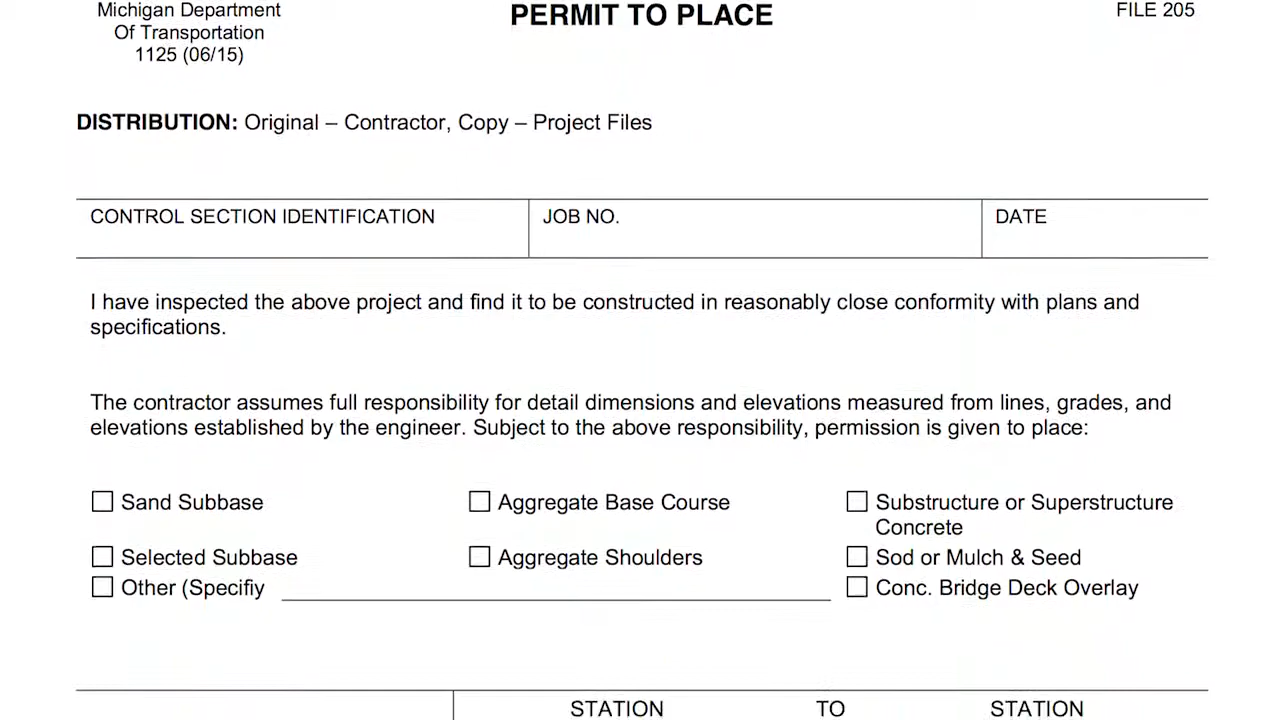 Michigan Department
Of Transportation
1125 (06/15)
PERMIT TO PLACE
FILE 205
DISTRIBUTION: Original – Contractor, Copy – Project Files
CONTROL SECTION IDENTIFICATION
JOB NO.
DATE
I have inspected the above project and find it to be constructed in reasonably close conformity with plans and
specifications.
The contractor assumes full responsibility for detail dimensions and elevations measured from lines, grades, and
elevations established by the engineer. Subject to the above responsibility, permission is given to place:
Sand Subbase
Aggregate Base Course
Substructure or Superstructure
Concrete
Selected Subbase
Aggregate Shoulders
Sod or Mulch & Seed
Other (Specifiy
Conc. Bridge Deck Overlay
STATION TO STATION